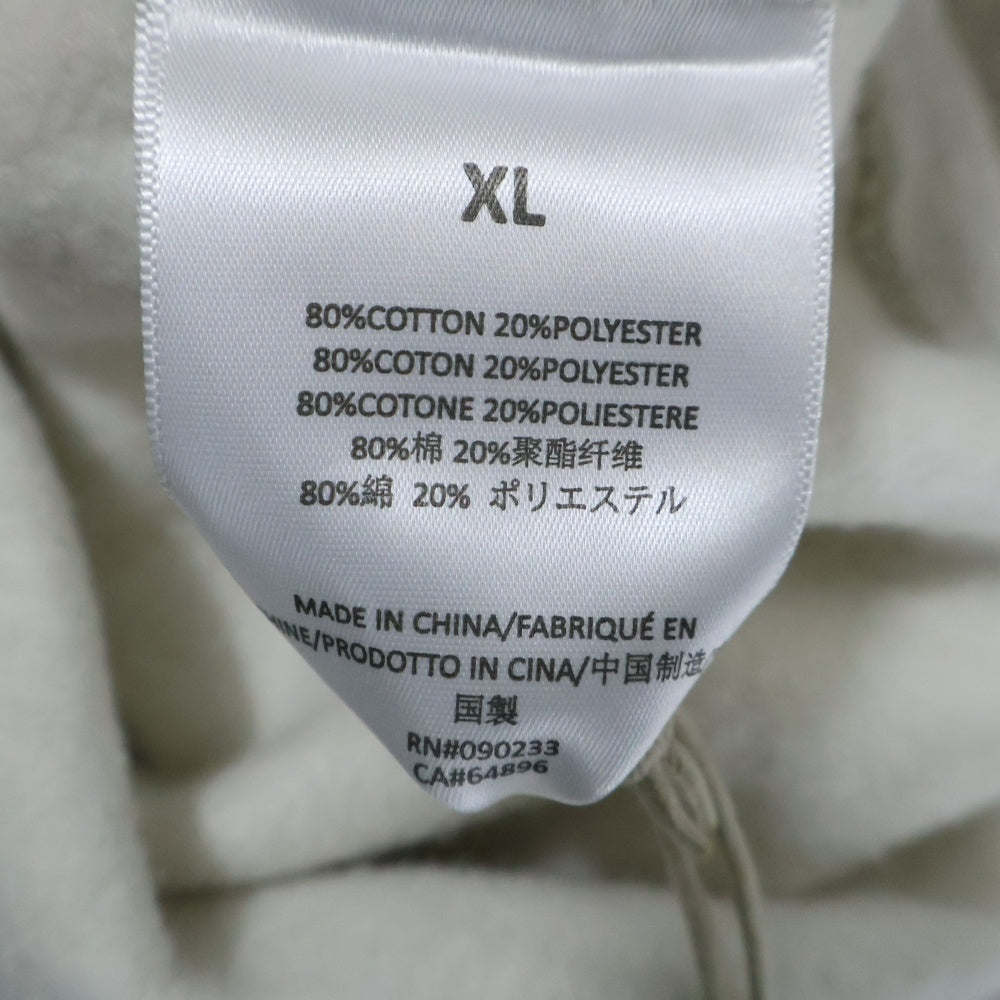 XL
80%COTTON 20%POLYESTER
80%COTON 20%POLYESTER
80%COTONE 20%POLIESTERE
80%棉 20%聚酯纤维
80%綿 20% ポリエステル
MADE IN CHINA/FABRIQUÉ EN
/PRODOTTO IN CINA/中国制造
国製
RN#090233
CA#64896